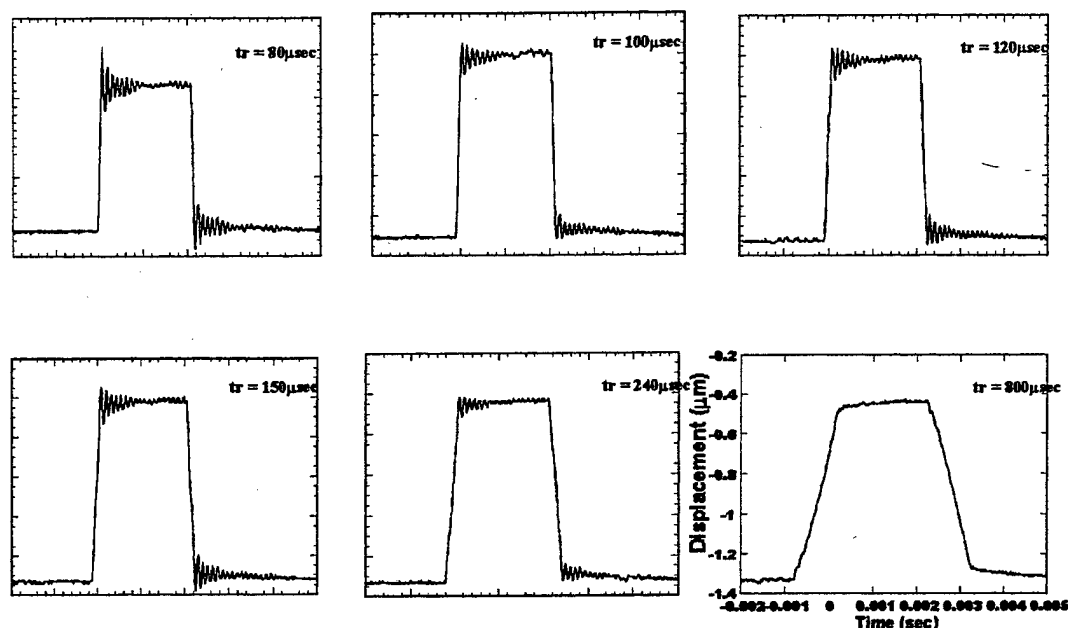 tr = 80μsec
tr = 100μsec
tr = 120μsec
tr = 150μsec
tr = 240μsec
tr = 800μsec
Displacement (μm)
-0.2
-0.4
-0.6
-0.8
-1
-1.2
-1.4
-0.002 -0.001 0 0.001 0.002 0.003 0.004 0.005
Time (sec)